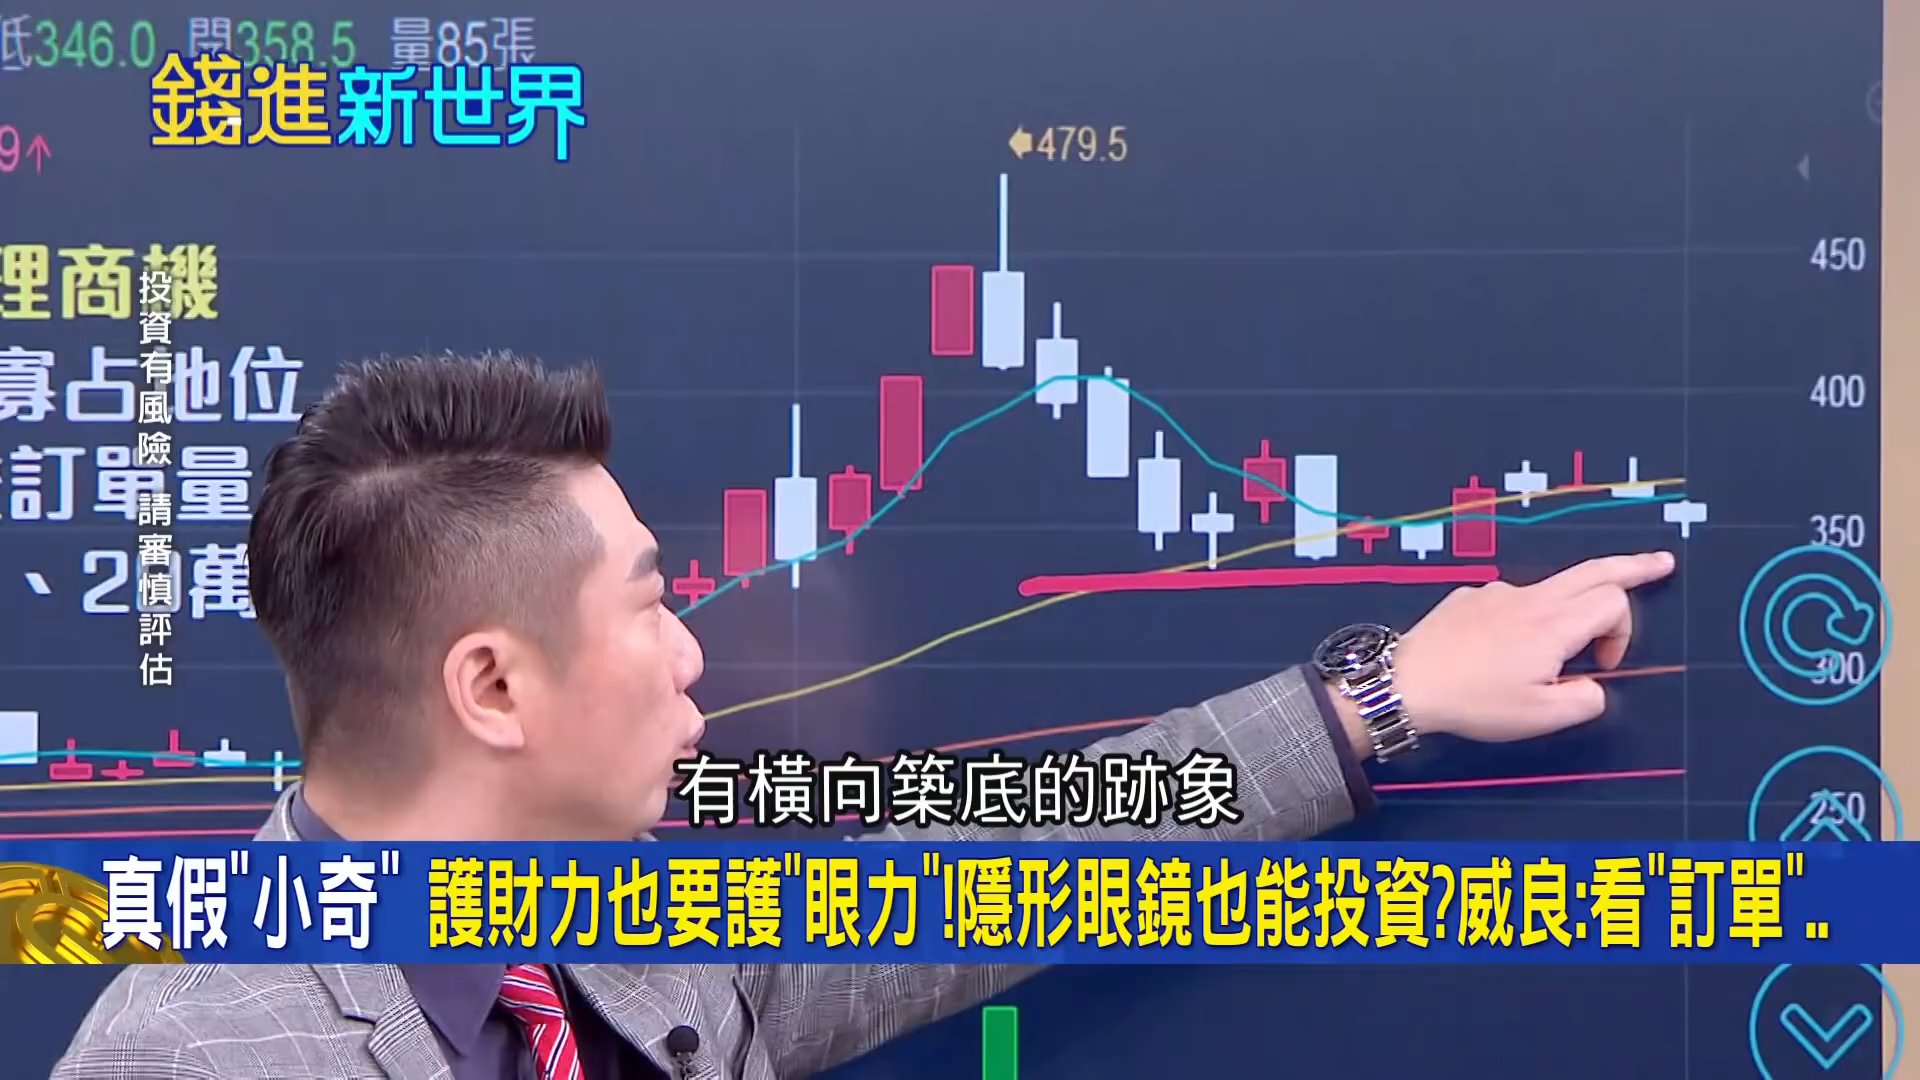 低346.0 開358.5 量85張
錢進新世界
9↑
479.5
理商機
投資有風險 請審慎評估
寡占地位
訂單量
、20萬
450
400
350
300
250
有橫向築底的跡象
真假"小奇" 護財力也要護"眼力"!隱形眼鏡也能投資?威良:看"訂單"..